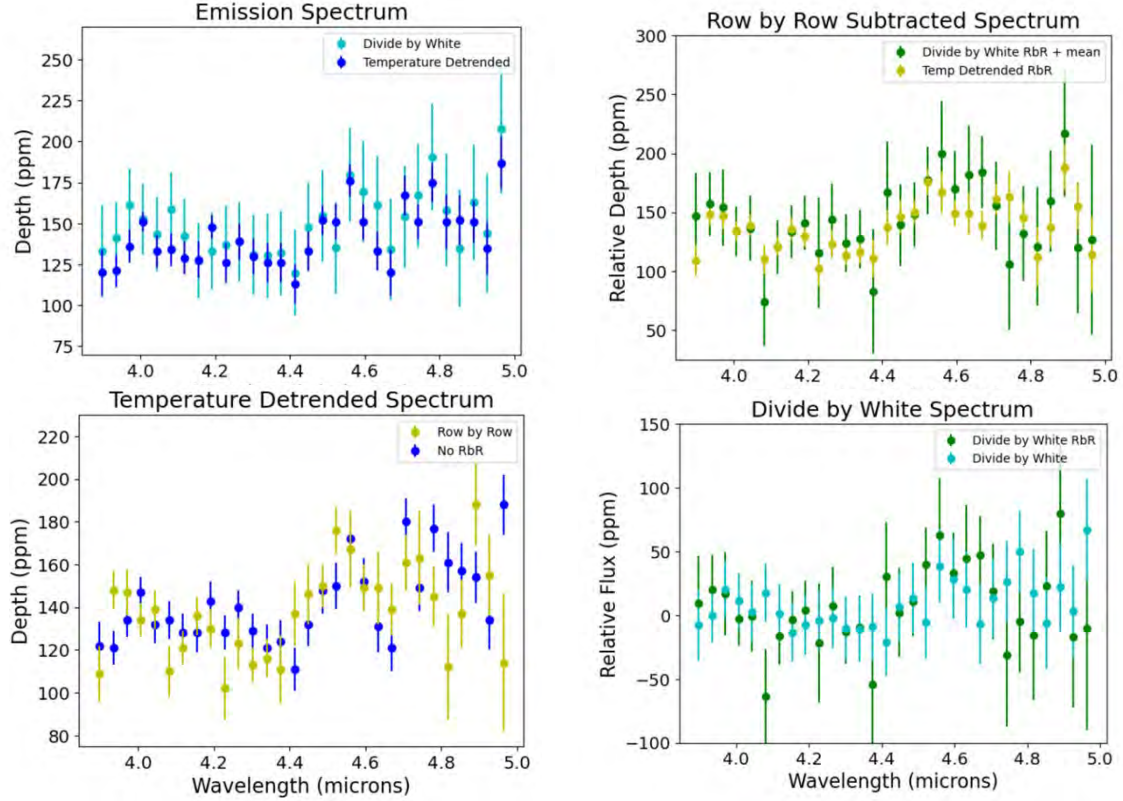 Emission Spectrum
Divide by White
Temperature Detrended
Depth (ppm)
250
225
200
175
150
125
100
75
4.0
4.2
4.4
4.6
4.8
5.0
Row by Row Subtracted Spectrum
Divide by White RbR + mean
Temp Detrended RbR
Relative Depth (ppm)
300
250
200
150
100
50
4.0
4.2
4.4
4.6
4.8
5.0
Temperature Detrended Spectrum
Row by Row
No RbR
Depth (ppm)
220
200
180
160
140
120
100
80
4.0
4.2
4.4
4.6
4.8
5.0
Wavelength (microns)
Divide by White Spectrum
Divide by White RbR
Divide by White
Relative Flux (ppm)
150
100
50
0
−50
−100
4.0
4.2
4.4
4.6
4.8
5.0
Wavelength (microns)